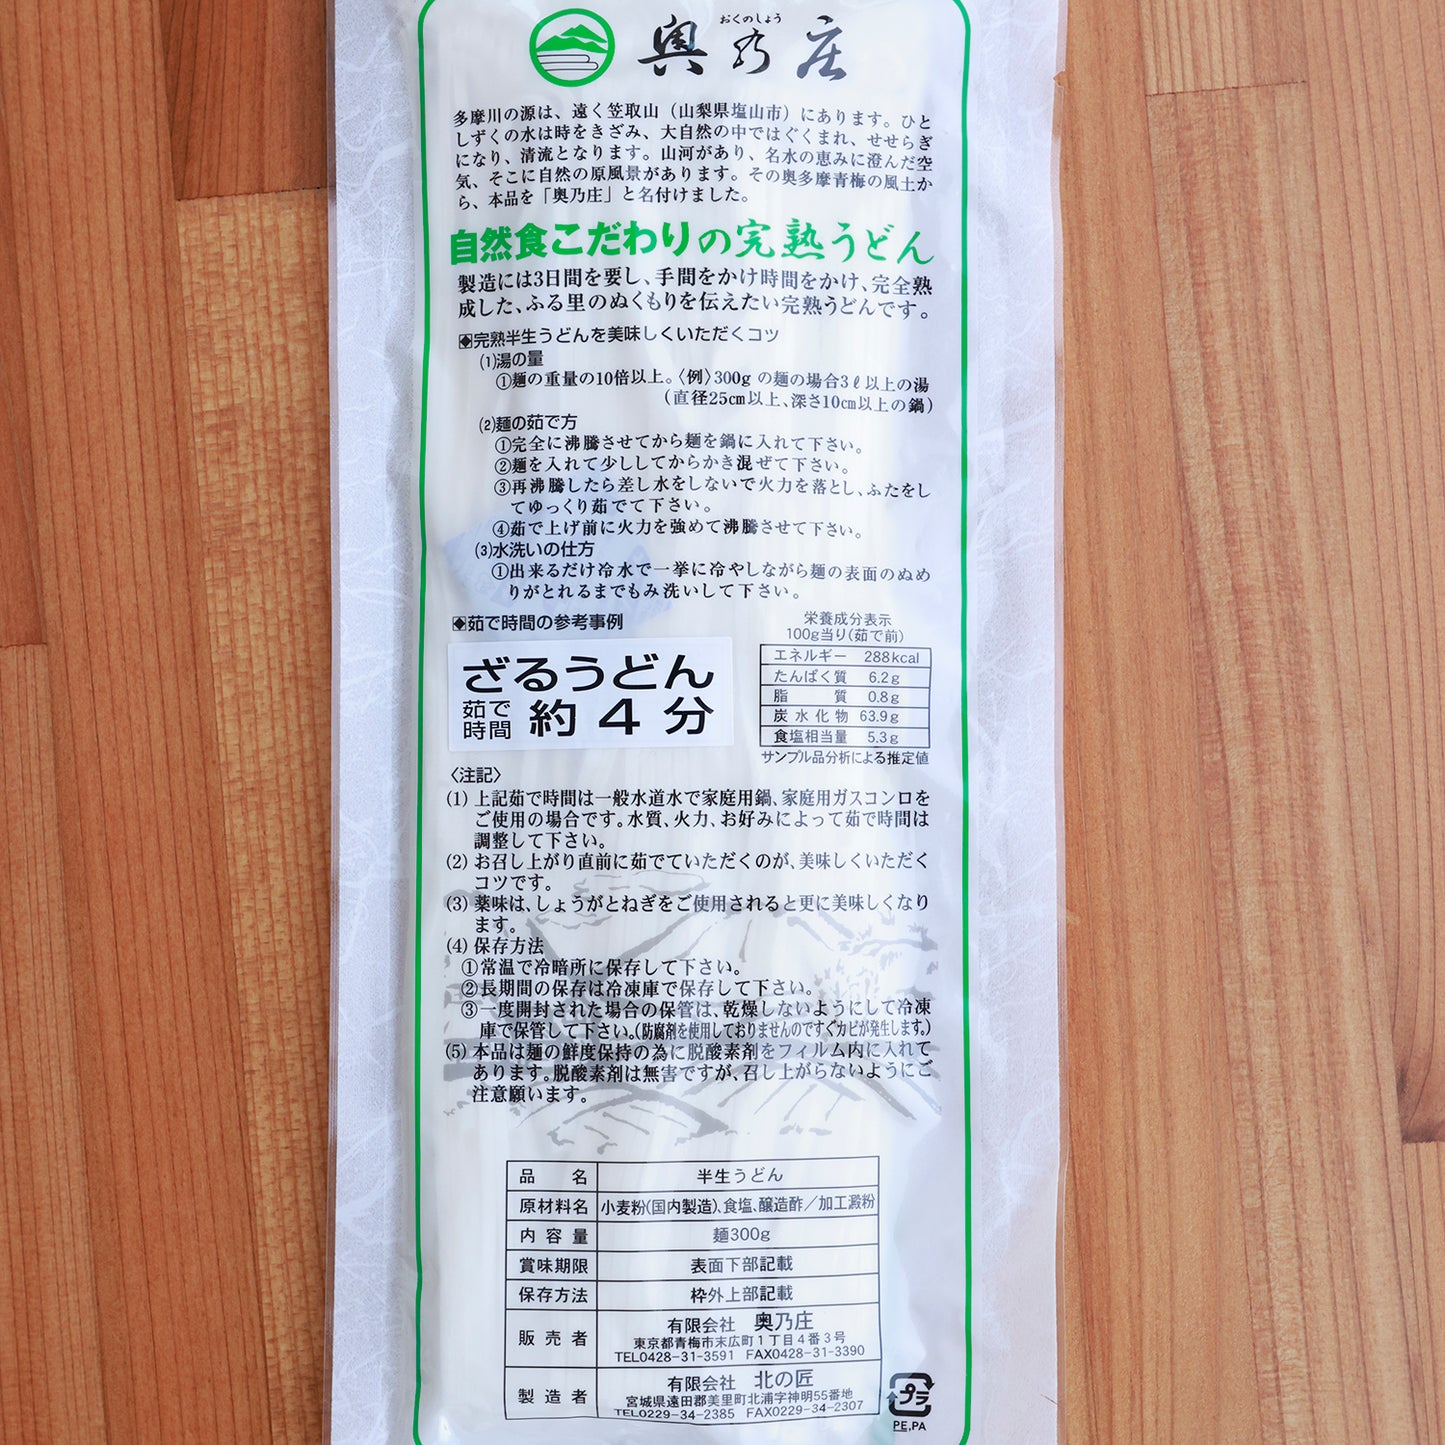 おくのしょう
奥乃庄
多摩川の源は、遠く笠取山（山梨県塩山市）にあります。ひと
しずくの水は時をきざみ、大自然の中ではぐくまれ、せせらぎ
になり、清流となります。山河があり、名水の恵みに澄んだ空
気、そこに自然の原風景があります。その奥多摩青梅の風土か
ら、本品を「奥乃庄」と名付けました。
自然食こだわりの完熟うどん
製造には3日間を要し、手間をかけ時間をかけ、完全熟
成した、ふる里のぬくもりを伝えたい完熟うどんです。
◆完熟半生うどんを美味しくいただくコツ
(1)湯の量
①麺の重量の10倍以上。〈例〉300g の麺の場合3ℓ以上の湯
（直径25㎝以上、深さ10㎝以上の鍋）
(2)麺の茹で方
①完全に沸騰させてから麺を鍋に入れて下さい。
②麺を入れて少ししてからかき混ぜて下さい。
③再沸騰したら差し水をしないで火力を落とし、ふたをし
てゆっくり茹でて下さい。
④茹で上げ前に火力を強めて沸騰させて下さい。
(3)水洗いの仕方
①出来るだけ冷水で一挙に冷やしながら麺の表面のぬめ
りがとれるまでもみ洗いして下さい。
◆茹で時間の参考事例
ざるうどん
茹で時間 約4分
栄養成分表示
100g当り(茹で前)
エネルギー 288kcal
たんぱく質 6.2g
脂質 0.8g
炭水化物 63.9g
食塩相当量 5.3g
サンプル品分析による推定値
〈注記〉
(1) 上記茹で時間は一般水道水で家庭用鍋、家庭用ガスコンロを
ご使用の場合です。水質、火力、お好みによって茹で時間は
調整して下さい。
(2) お召し上がり直前に茹でていただくのが、美味しくいただく
コツです。
(3) 薬味は、しょうがとねぎをご使用されると更に美味しくなり
ます。
(4) 保存方法
①常温で冷暗所に保存して下さい。
②長期間の保存は冷凍庫で保存して下さい。
③一度開封された場合の保管は、乾燥しないようにして冷凍
庫で保管して下さい。(防腐剤を使用しておりませんのですぐカビが発生します。)
(5) 本品は麺の鮮度保持の為に脱酸素剤をフィルム内に入れて
あります。脱酸素剤は無害ですが、召し上がらないようにご
注意願います。
品名 半生うどん
原材料名 小麦粉(国内製造)、食塩、醸造酢／加工澱粉
内容量 麺300g
賞味期限 表面下部記載
保存方法 枠外上部記載
販売者 有限会社 奥乃庄
東京都青梅市末広町1丁目4番3号
TEL0428-31-3591 FAX0428-31-3390
製造者 有限会社 北の匠
宮城県遠田郡美里町北浦字神明55番地
TEL0229-34-2385 FAX0229-34-2307
プラ
PE,PA